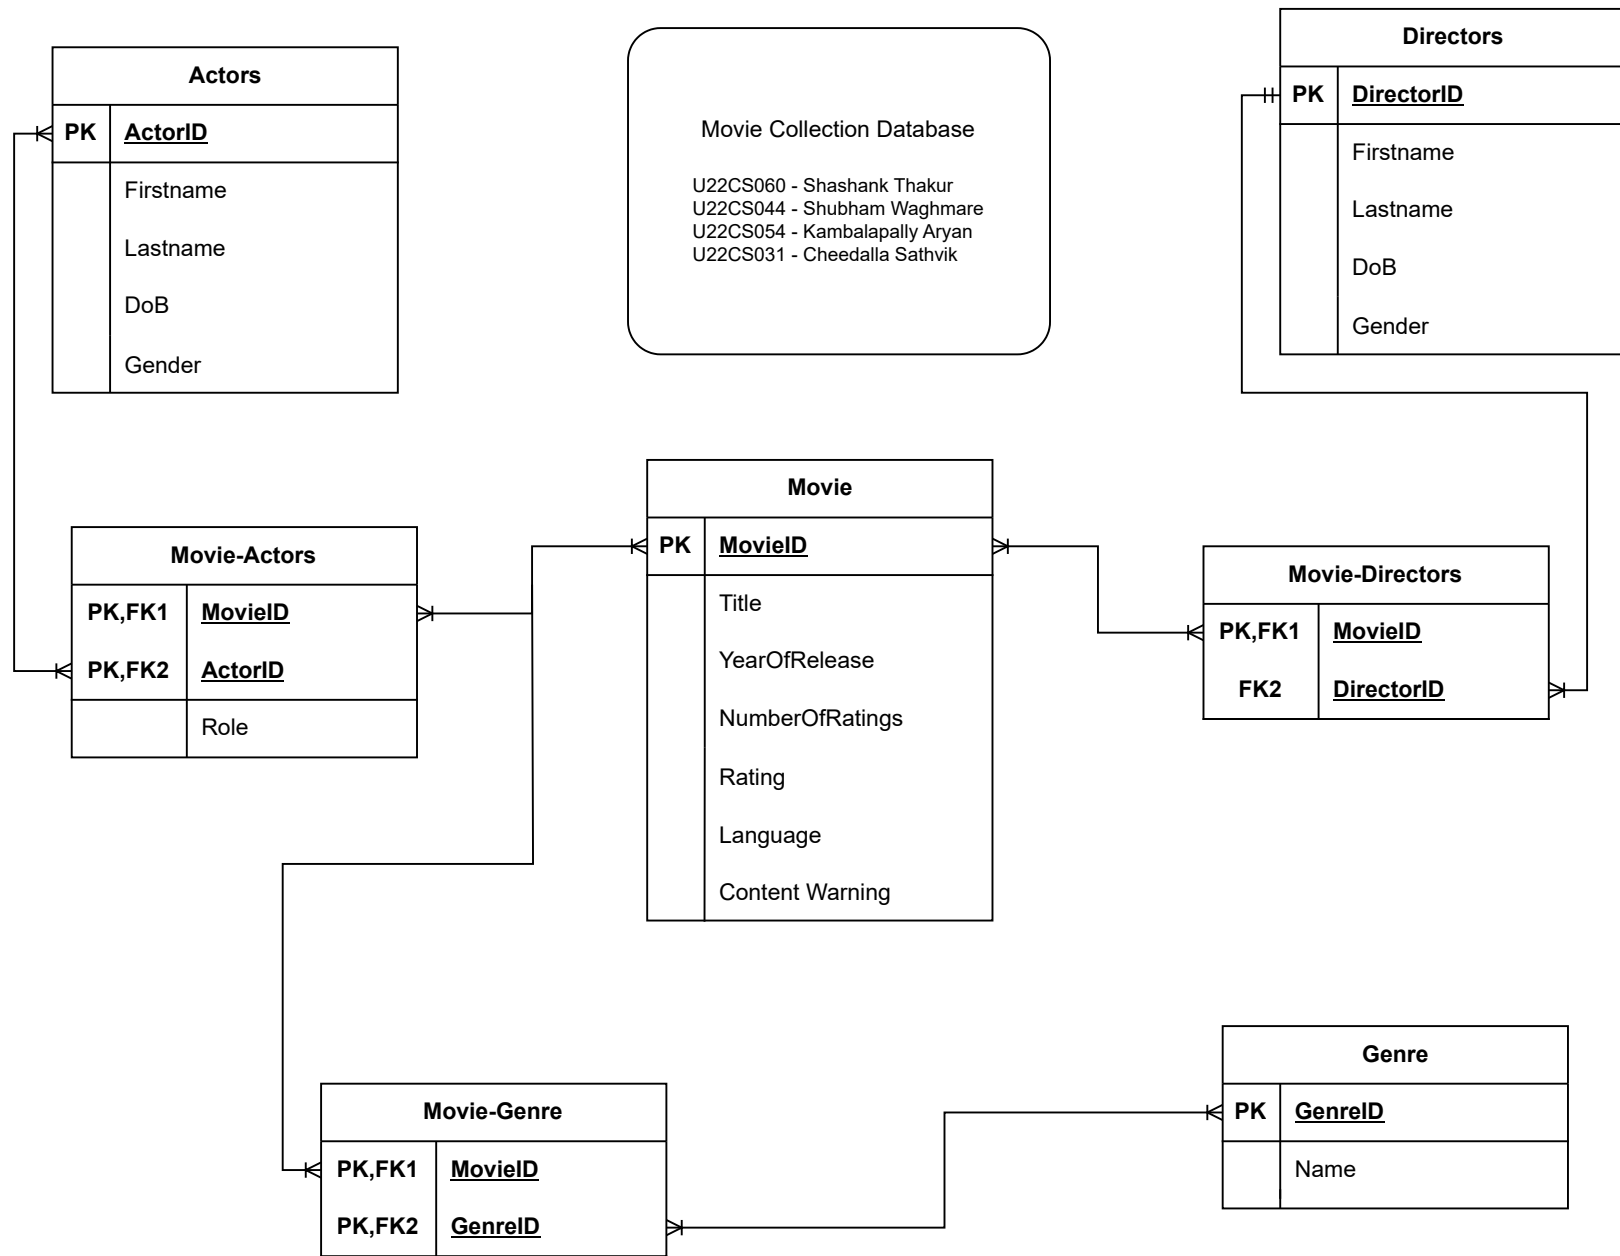 Actors
PK ActorID
Firstname
Lastname
DoB
Gender
Movie Collection Database
U22CS060 - Shashank Thakur
U22CS044 - Shubham Waghmare
U22CS054 - Kambalapally Aryan
U22CS031 - Cheedalla Sathvik
Directors
PK DirectorID
Firstname
Lastname
DoB
Gender
Movie-Actors
PK,FK1 MovieID
PK,FK2 ActorID
Role
Movie
PK MovieID
Title
YearOfRelease
NumberOfRatings
Rating
Language
Content Warning
Movie-Directors
PK,FK1 MovieID
FK2 DirectorID
Movie-Genre
PK,FK1 MovieID
PK,FK2 GenreID
Genre
PK GenreID
Name